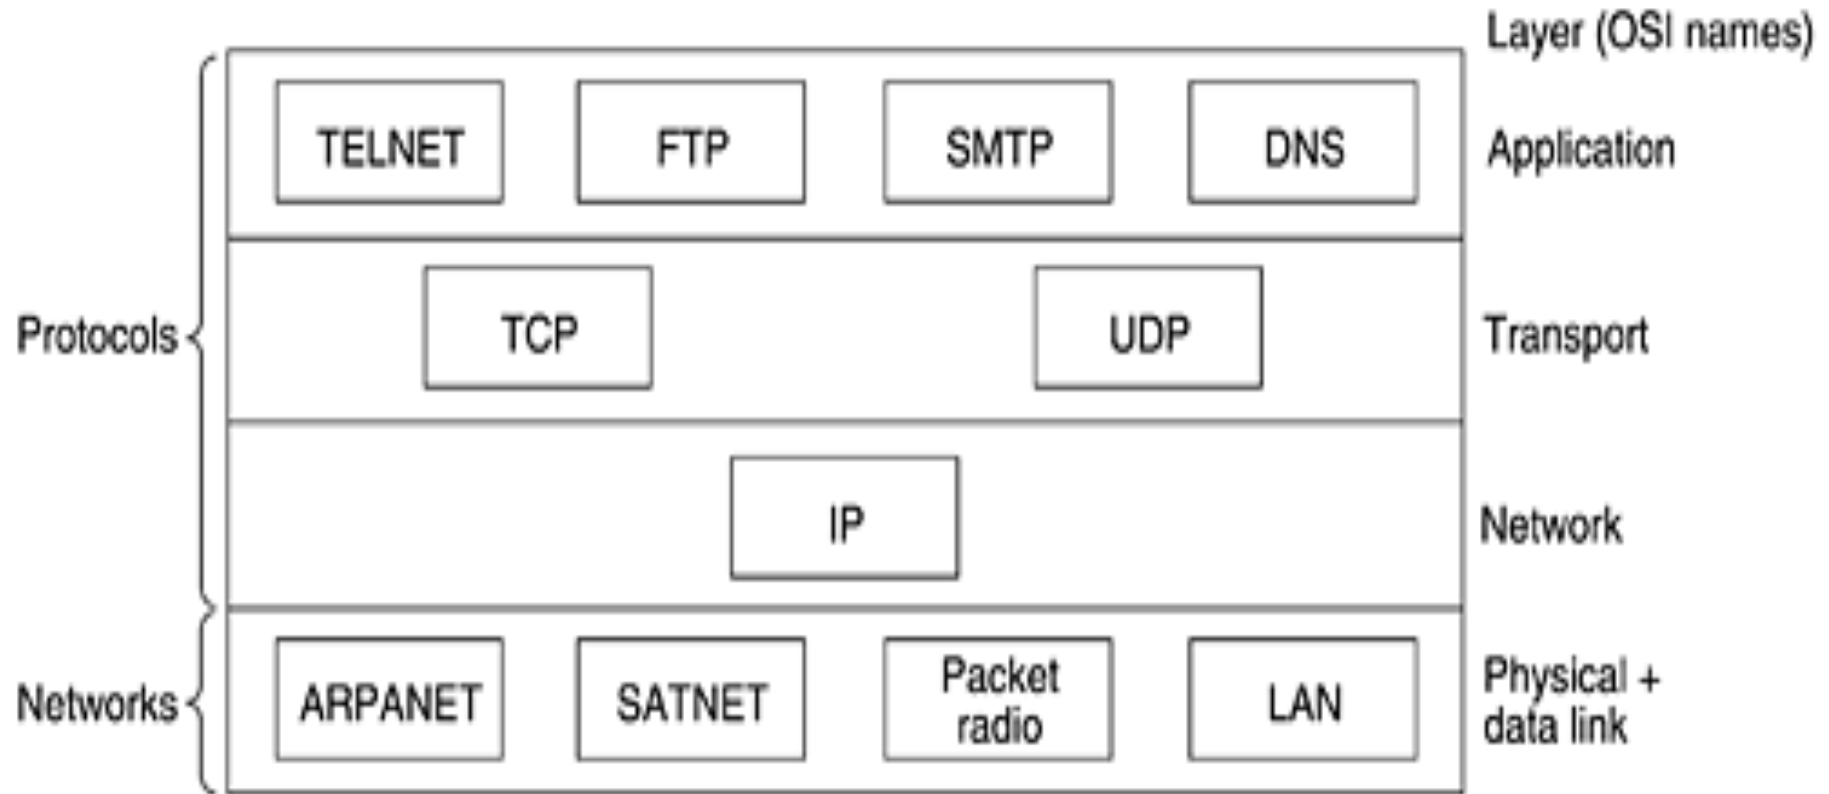 Layer (OSI names)
TELNET
FTP
SMTP
DNS
Application
Protocols
TCP
UDP
Transport
IP
Network
Networks
ARPANET
SATNET
Packet
radio
LAN
Physical +
data link